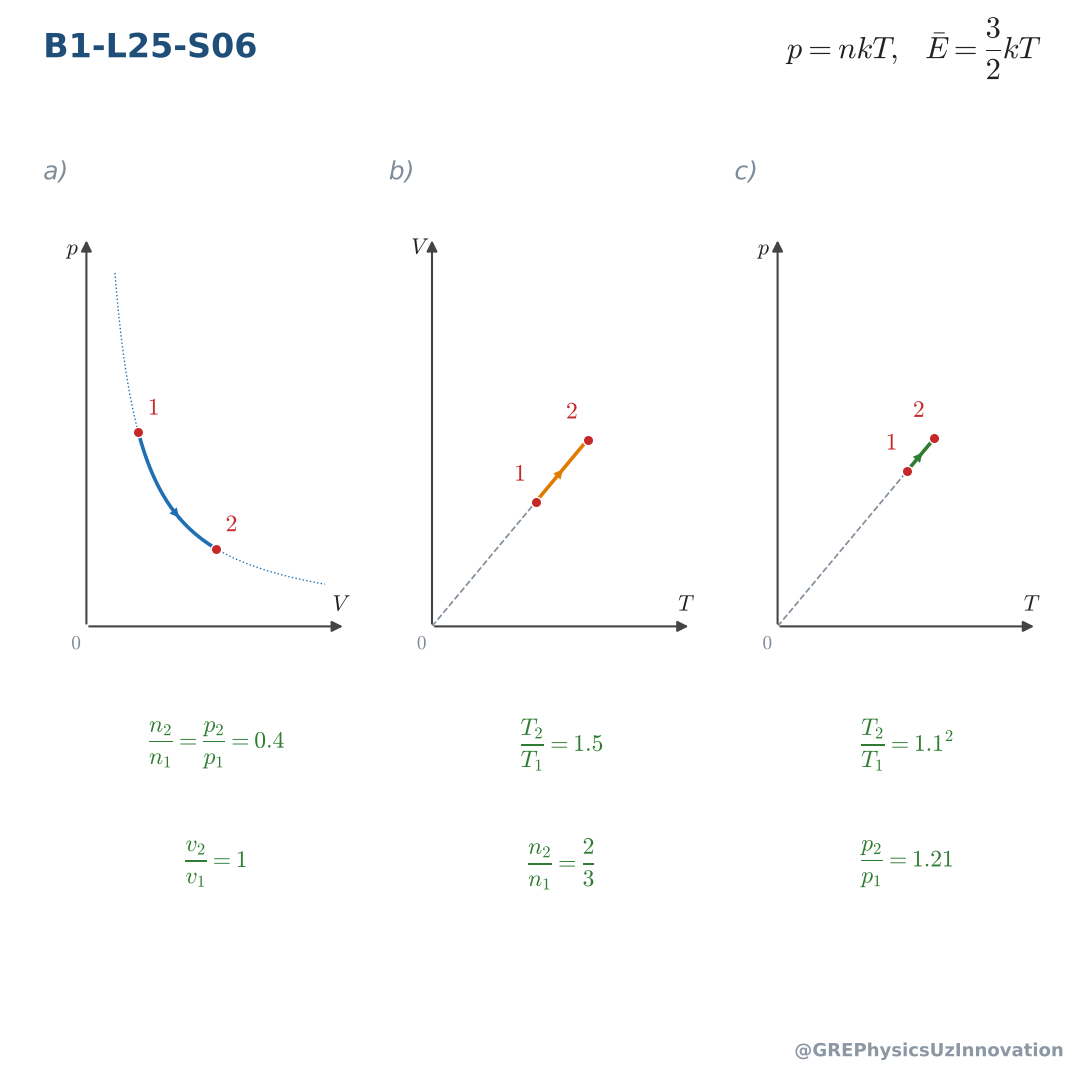 B1-L25-S06
p = nkT, Ē = 3/2 kT
a)
b)
c)
p
1
2
V
0
V
1
2
T
0
p
1
2
T
0
n₂/n₁ = p₂/p₁ = 0.4
T₂/T₁ = 1.5
T₂/T₁ = 1.1²
v₂/v₁ = 1
n₂/n₁ = 2/3
p₂/p₁ = 1.21
@GREPhysicsUzInnovation